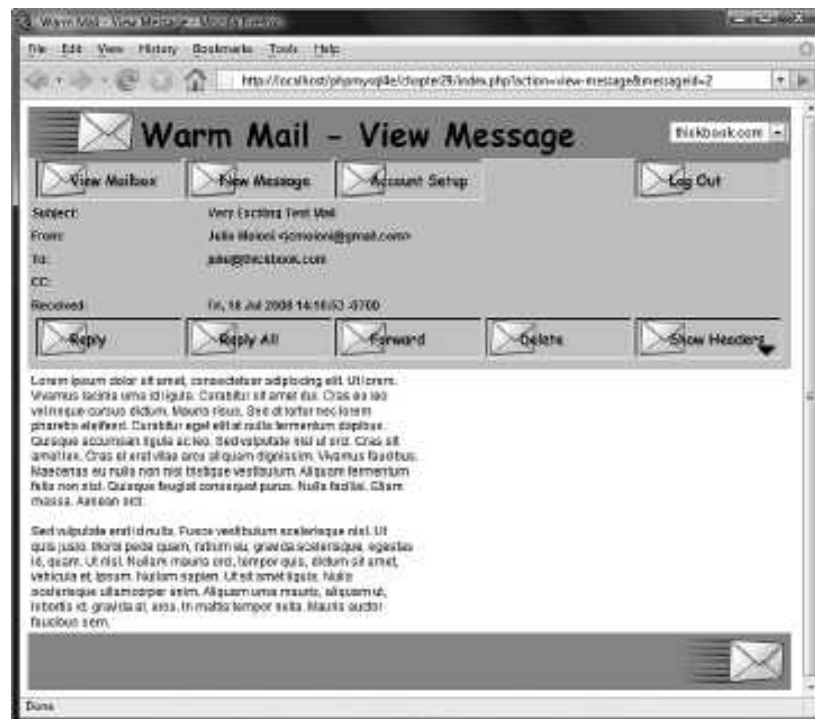 Warm Mail - View Message - Mozilla Firefox
File Edit View History Bookmarks Tools Help
http://localhost/phpmysql4e/chapter29/index.php?action=view-message&messageid=2
Warm Mail - View Message
thickbook.com
View Mailbox New Message Account Setup Log Out
Subject: Very Exciting Test Mail
From: Julie Meloni <jcmeloni@gmail.com>
To: julie@thickbook.com
CC:
Received: Fri, 18 Jul 2008 14:18:53 -0700
Reply Reply All Forward Delete Show Headers
Lorem ipsum dolor sit amet, consectetuer adipiscing elit. Ut lorem.
Vivamus lacinia urna id ligula. Curabitur sit amet dui. Cras eu leo
vel neque cursus dictum. Mauris risus. Sed at tortor nec lorem
pharetra eleifend. Curabitur eget elit at nulla fermentum dapibus.
Quisque accumsan ligula ac leo. Sed vulputate nisl ut orci. Cras sit
amet leo. Cras et erat vitae arcu aliquam dignissim. Vivamus faucibus.
Maecenas eu nulla non nisl tristique vestibulum. Aliquam fermentum
felis non nisl. Quisque feugiat consequat purus. Nulla facilisi. Etiam
massa. Aenean orci.
Sed vulputate erat id nulla. Fusce vestibulum scelerisque nisl. Ut
quis justo. Morbi pede quam, rutrum eu, gravida scelerisque, egestas
id, quam. Ut nisl. Nullam mauris orci, tempor quis, dictum sit amet,
vehicula et, ipsum. Nullam sapien. Ut sit amet ligula. Nulla
scelerisque ullamcorper enim. Aliquam urna mauris, aliquam ut,
lobortis id, gravida at, eros. In mattis tempor nulla. Mauris auctor
faucibus sem.
Done